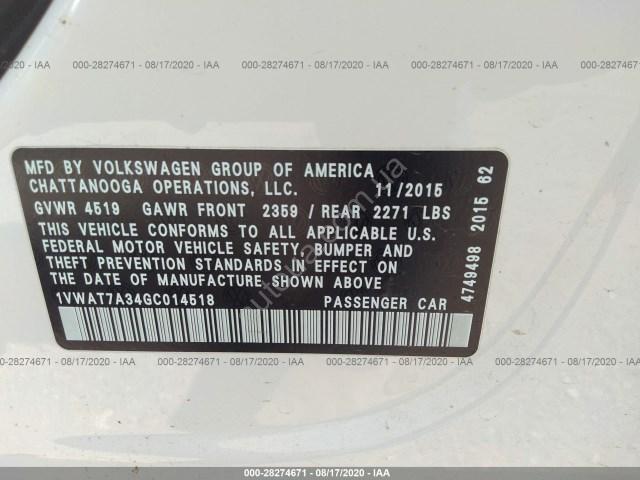 000-28274671 - 08/17/2020 - IAA
MFD BY VOLKSWAGEN GROUP OF AMERICA
CHATTANOOGA OPERATIONS, LLC. 11/2015
GVWR 4519 GAWR FRONT 2359 / REAR 2271 LBS
THIS VEHICLE CONFORMS TO ALL APPLICABLE U.S.
FEDERAL MOTOR VEHICLE SAFETY, BUMPER AND
THEFT PREVENTION STANDARDS IN EFFECT ON
THE DATE OF MANUFACTURE SHOWN ABOVE
1VWAT7A34GC014518 PASSENGER CAR
4749498 2015 62
000-28274671 - 08/17/2020 - IAA
000-28274671 - 08/17/2020 - IAA